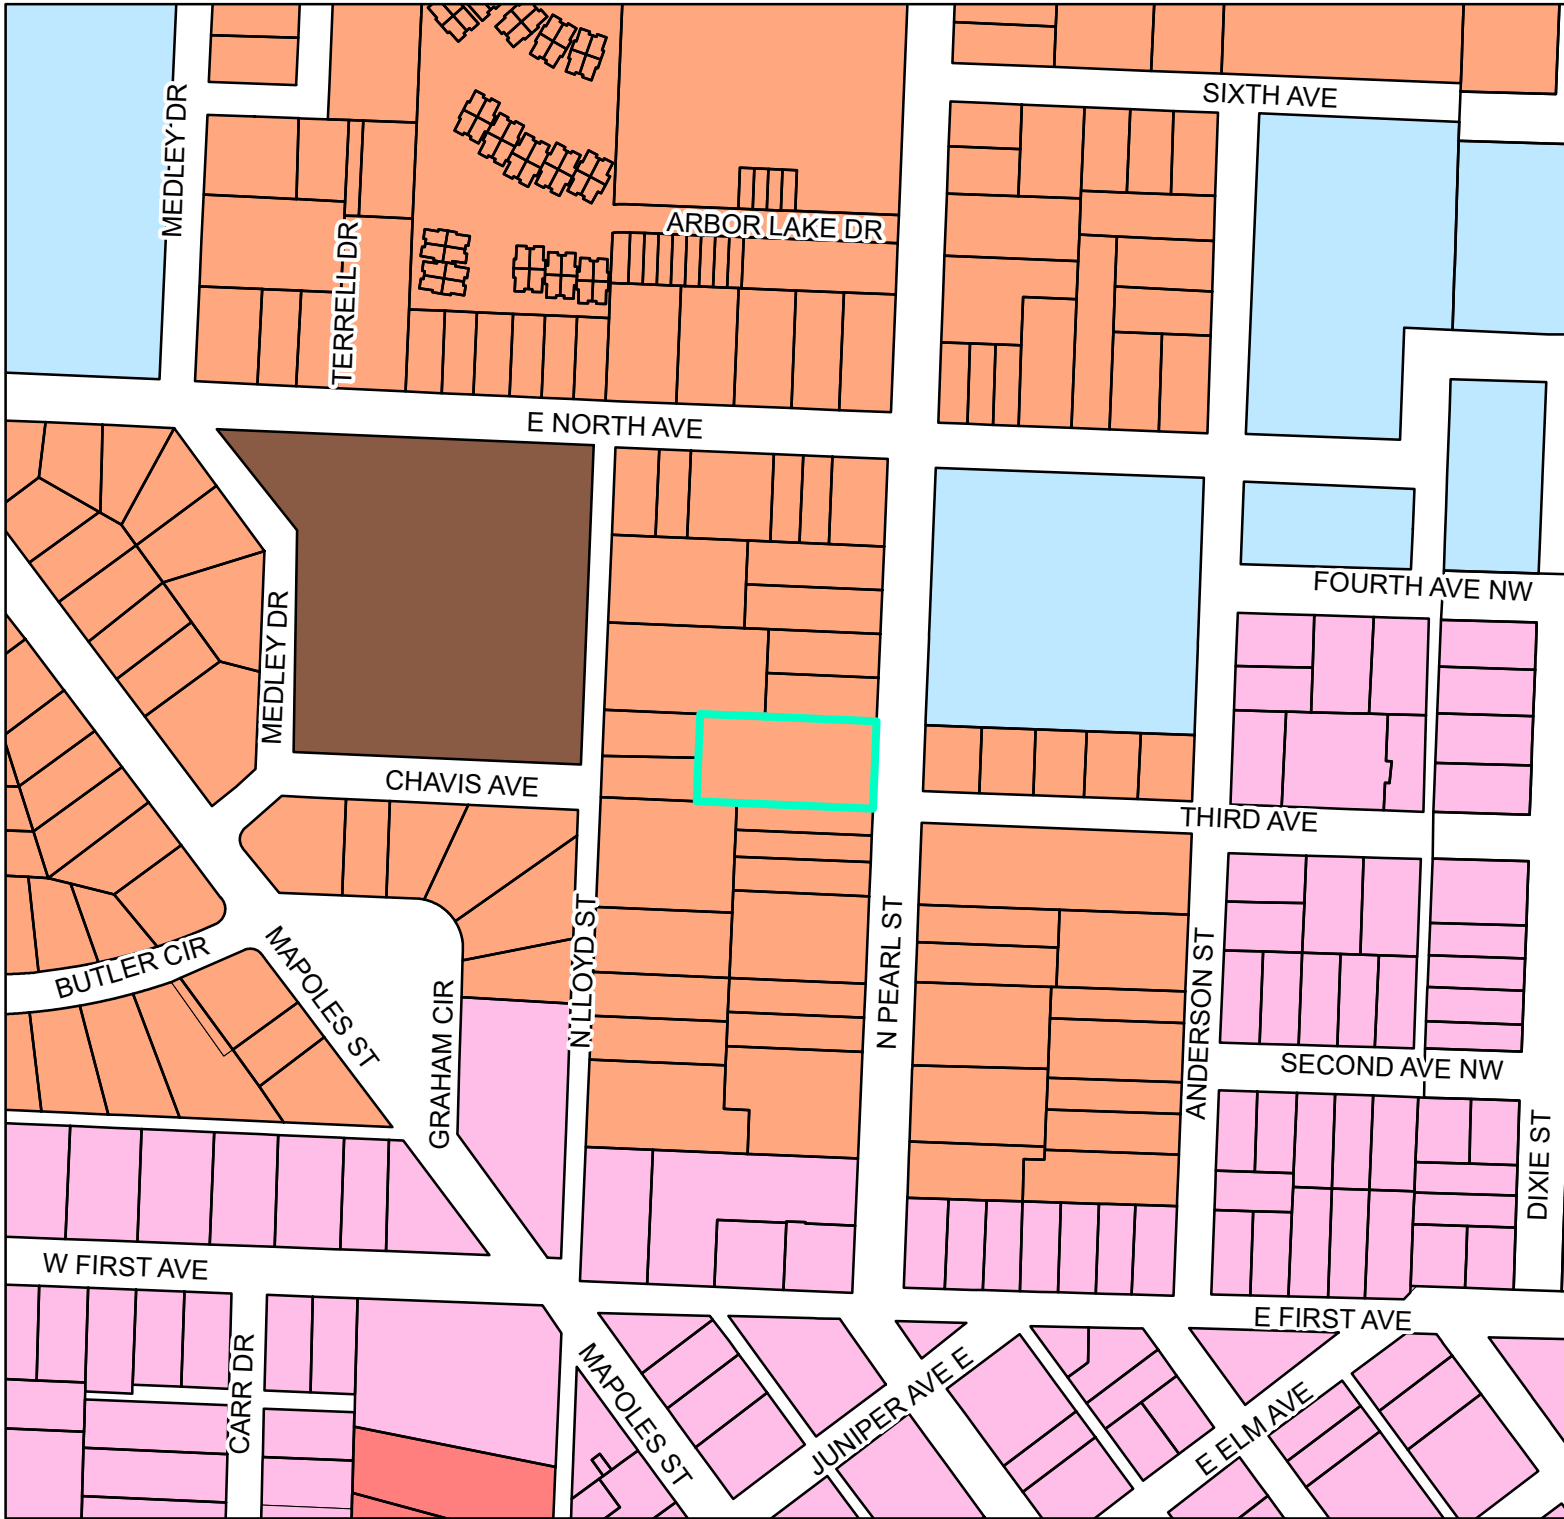 SIXTH AVE
MEDLEY DR
ARBOR LAKE DR
TERRELL DR
E NORTH AVE
FOURTH AVE NW
MEDLEY DR
CHAVIS AVE
THIRD AVE
N LLOYD ST
N PEARL ST
ANDERSON ST
BUTLER CIR
MAPOLES ST
GRAHAM CIR
SECOND AVE NW
DIXIE ST
W FIRST AVE
E FIRST AVE
CARR DR
MAPOLES ST
JUNIPER AVE E
E ELM AVE